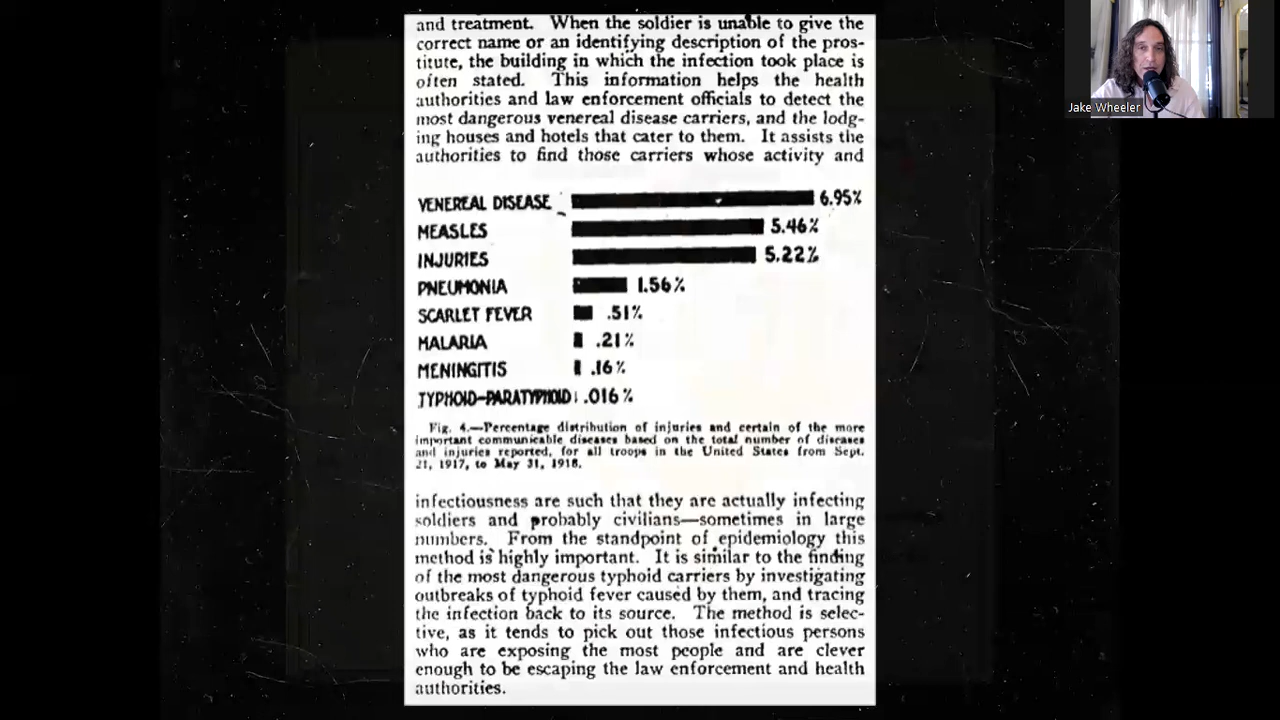 and treatment. When the soldier is unable to give the
correct name or an identifying description of the pros-
titute, the building in which the infection took place is
often stated. This information helps the health
authorities and law enforcement officials to detect the
most dangerous venereal disease carriers, and the lodg-
ing houses and hotels that cater to them. It assists the
authorities to find those carriers whose activity and
VENEREAL DISEASE 6.95%
MEASLES 5.46%
INJURIES 5.22%
PNEUMONIA 1.56%
SCARLET FEVER .51%
MALARIA .21%
MENINGITIS .16%
TYPHOID-PARATYPHOID .016%
Fig. 4.—Percentage distribution of injuries and certain of the more
important communicable diseases based on the total number of diseases
and injuries reported, for all troops in the United States from Sept.
21, 1917, to May 31, 1918.
infectiousness are such that they are actually infecting
soldiers and probably civilians—sometimes in large
numbers. From the standpoint of epidemiology this
method is highly important. It is similar to the finding
of the most dangerous typhoid carriers by investigating
outbreaks of typhoid fever caused by them, and tracing
the infection back to its source. The method is selec-
tive, as it tends to pick out those infectious persons
who are exposing the most people and are clever
enough to be escaping the law enforcement and health
authorities.
Jake Wheeler